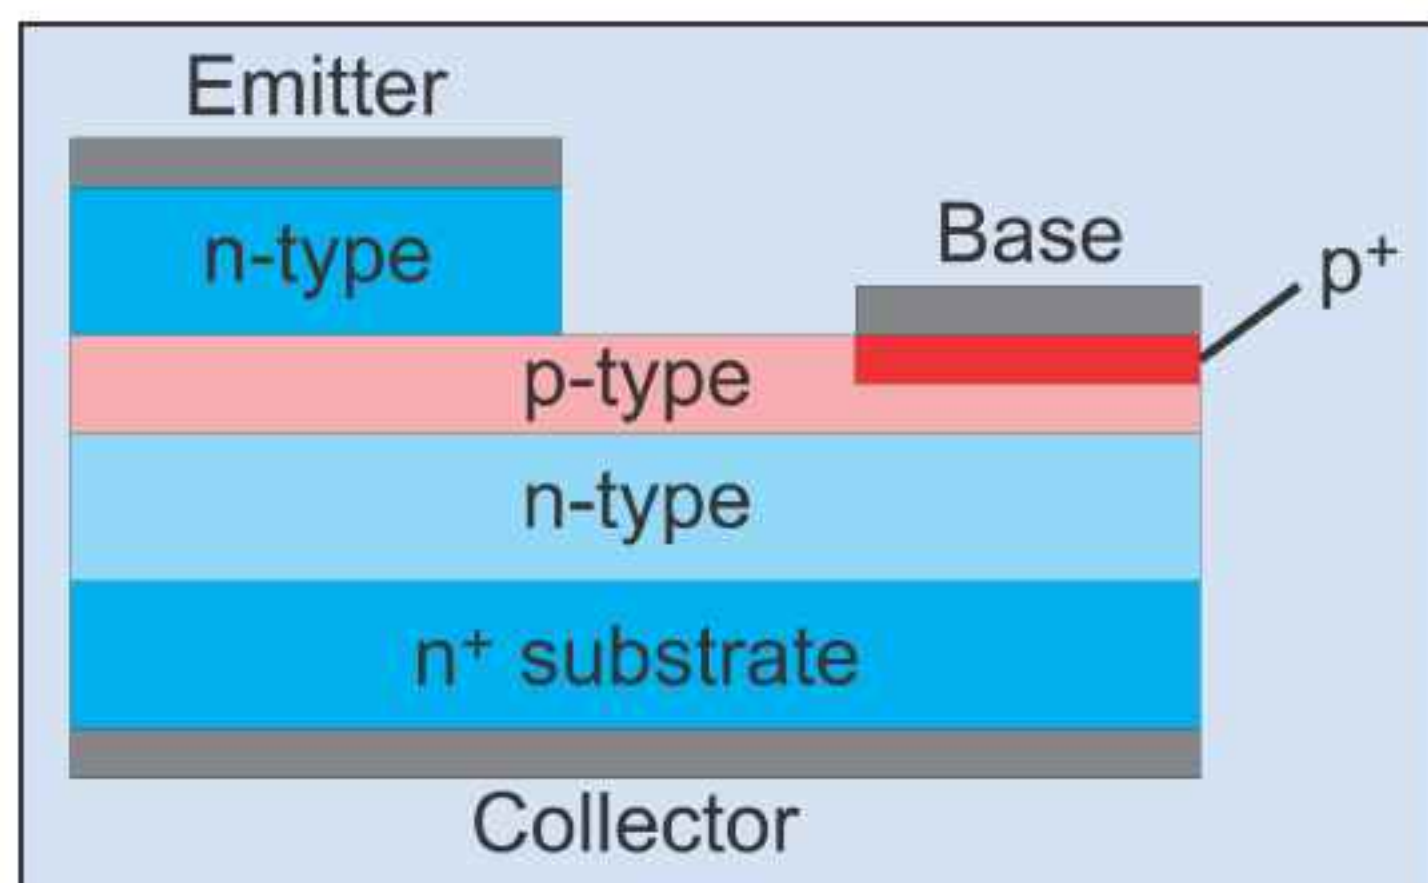 Emitter
n-type
Base
p⁺
p-type
n-type
n⁺ substrate
Collector